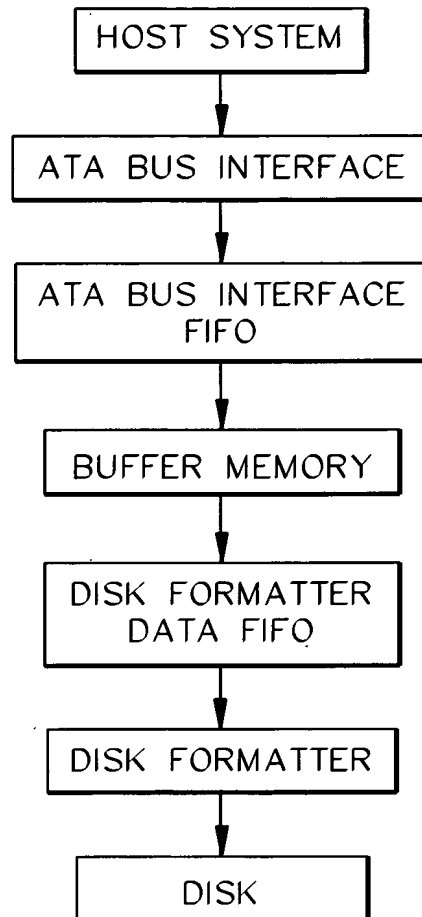 HOST SYSTEM
ATA BUS INTERFACE
ATA BUS INTERFACE
FIFO
BUFFER MEMORY
DISK FORMATTER
DATA FIFO
DISK FORMATTER
DISK